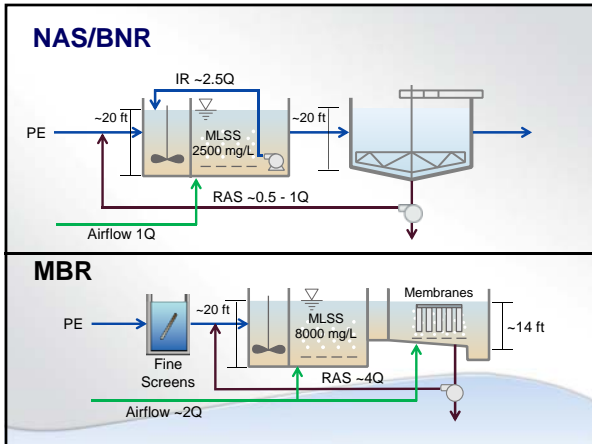 NAS/BNR
IR ~2.5Q
~20 ft
~20 ft
PE
MLSS
2500 mg/L
RAS ~0.5 - 1Q
Airflow 1Q
MBR
Membranes
~20 ft
PE
MLSS
8000 mg/L
~14 ft
Fine
Screens
RAS ~4Q
Airflow ~2Q